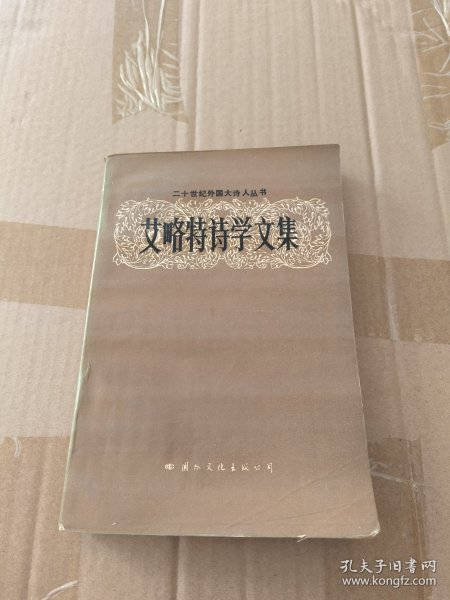 二十世纪外国大诗人丛书
艾略特诗学文集
国际文化出版公司
孔夫子旧书网
www.kongfz.com